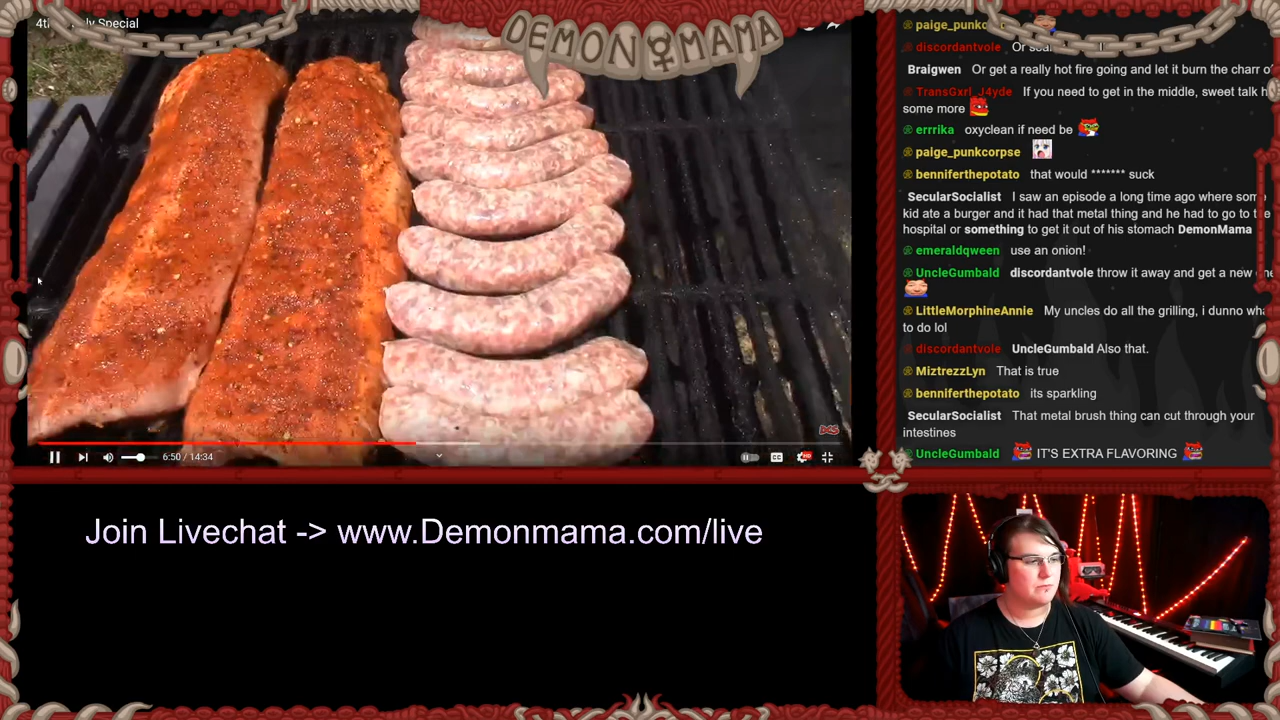 4th
ly Special
DEMON MAMA
6:50 / 14:34
CC
HD
Join Livechat -> www.Demonmama.com/live
paige_punkc
discordantvole Or
Braigwen Or get a really hot fire going and let it burn the charr
TransGxrl_J4yde If you need to get in the middle, sweet talk
some more
errrika oxyclean if need be
paige_punkcorpse
benniferthepotato that would ******* suck
SecularSocialist I saw an episode a long time ago where som
kid ate a burger and it had that metal thing and he had to go to
hospital or something to get it out of his stomach DemonMama
emeraldqween use an onion!
UncleGumbald discordantvole throw it away and get a new
LittleMorphineAnnie My uncles do all the grilling, i dunno wha
to do lol
discordantvole UncleGumbald Also that.
MiztrezzLyn That is true
benniferthepotato its sparkling
SecularSocialist That metal brush thing can cut through your
intestines
UncleGumbald IT'S EXTRA FLAVORING